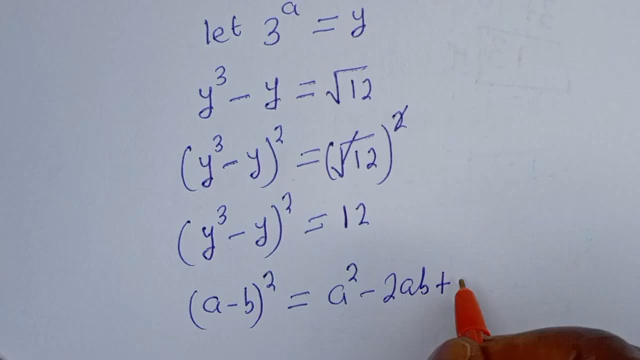 let 3^a = y
y^3 - y = √12
(y^3 - y)^2 = (√12)^2
(y^3 - y)^2 = 12
(a - b)^2 = a^2 - 2ab +